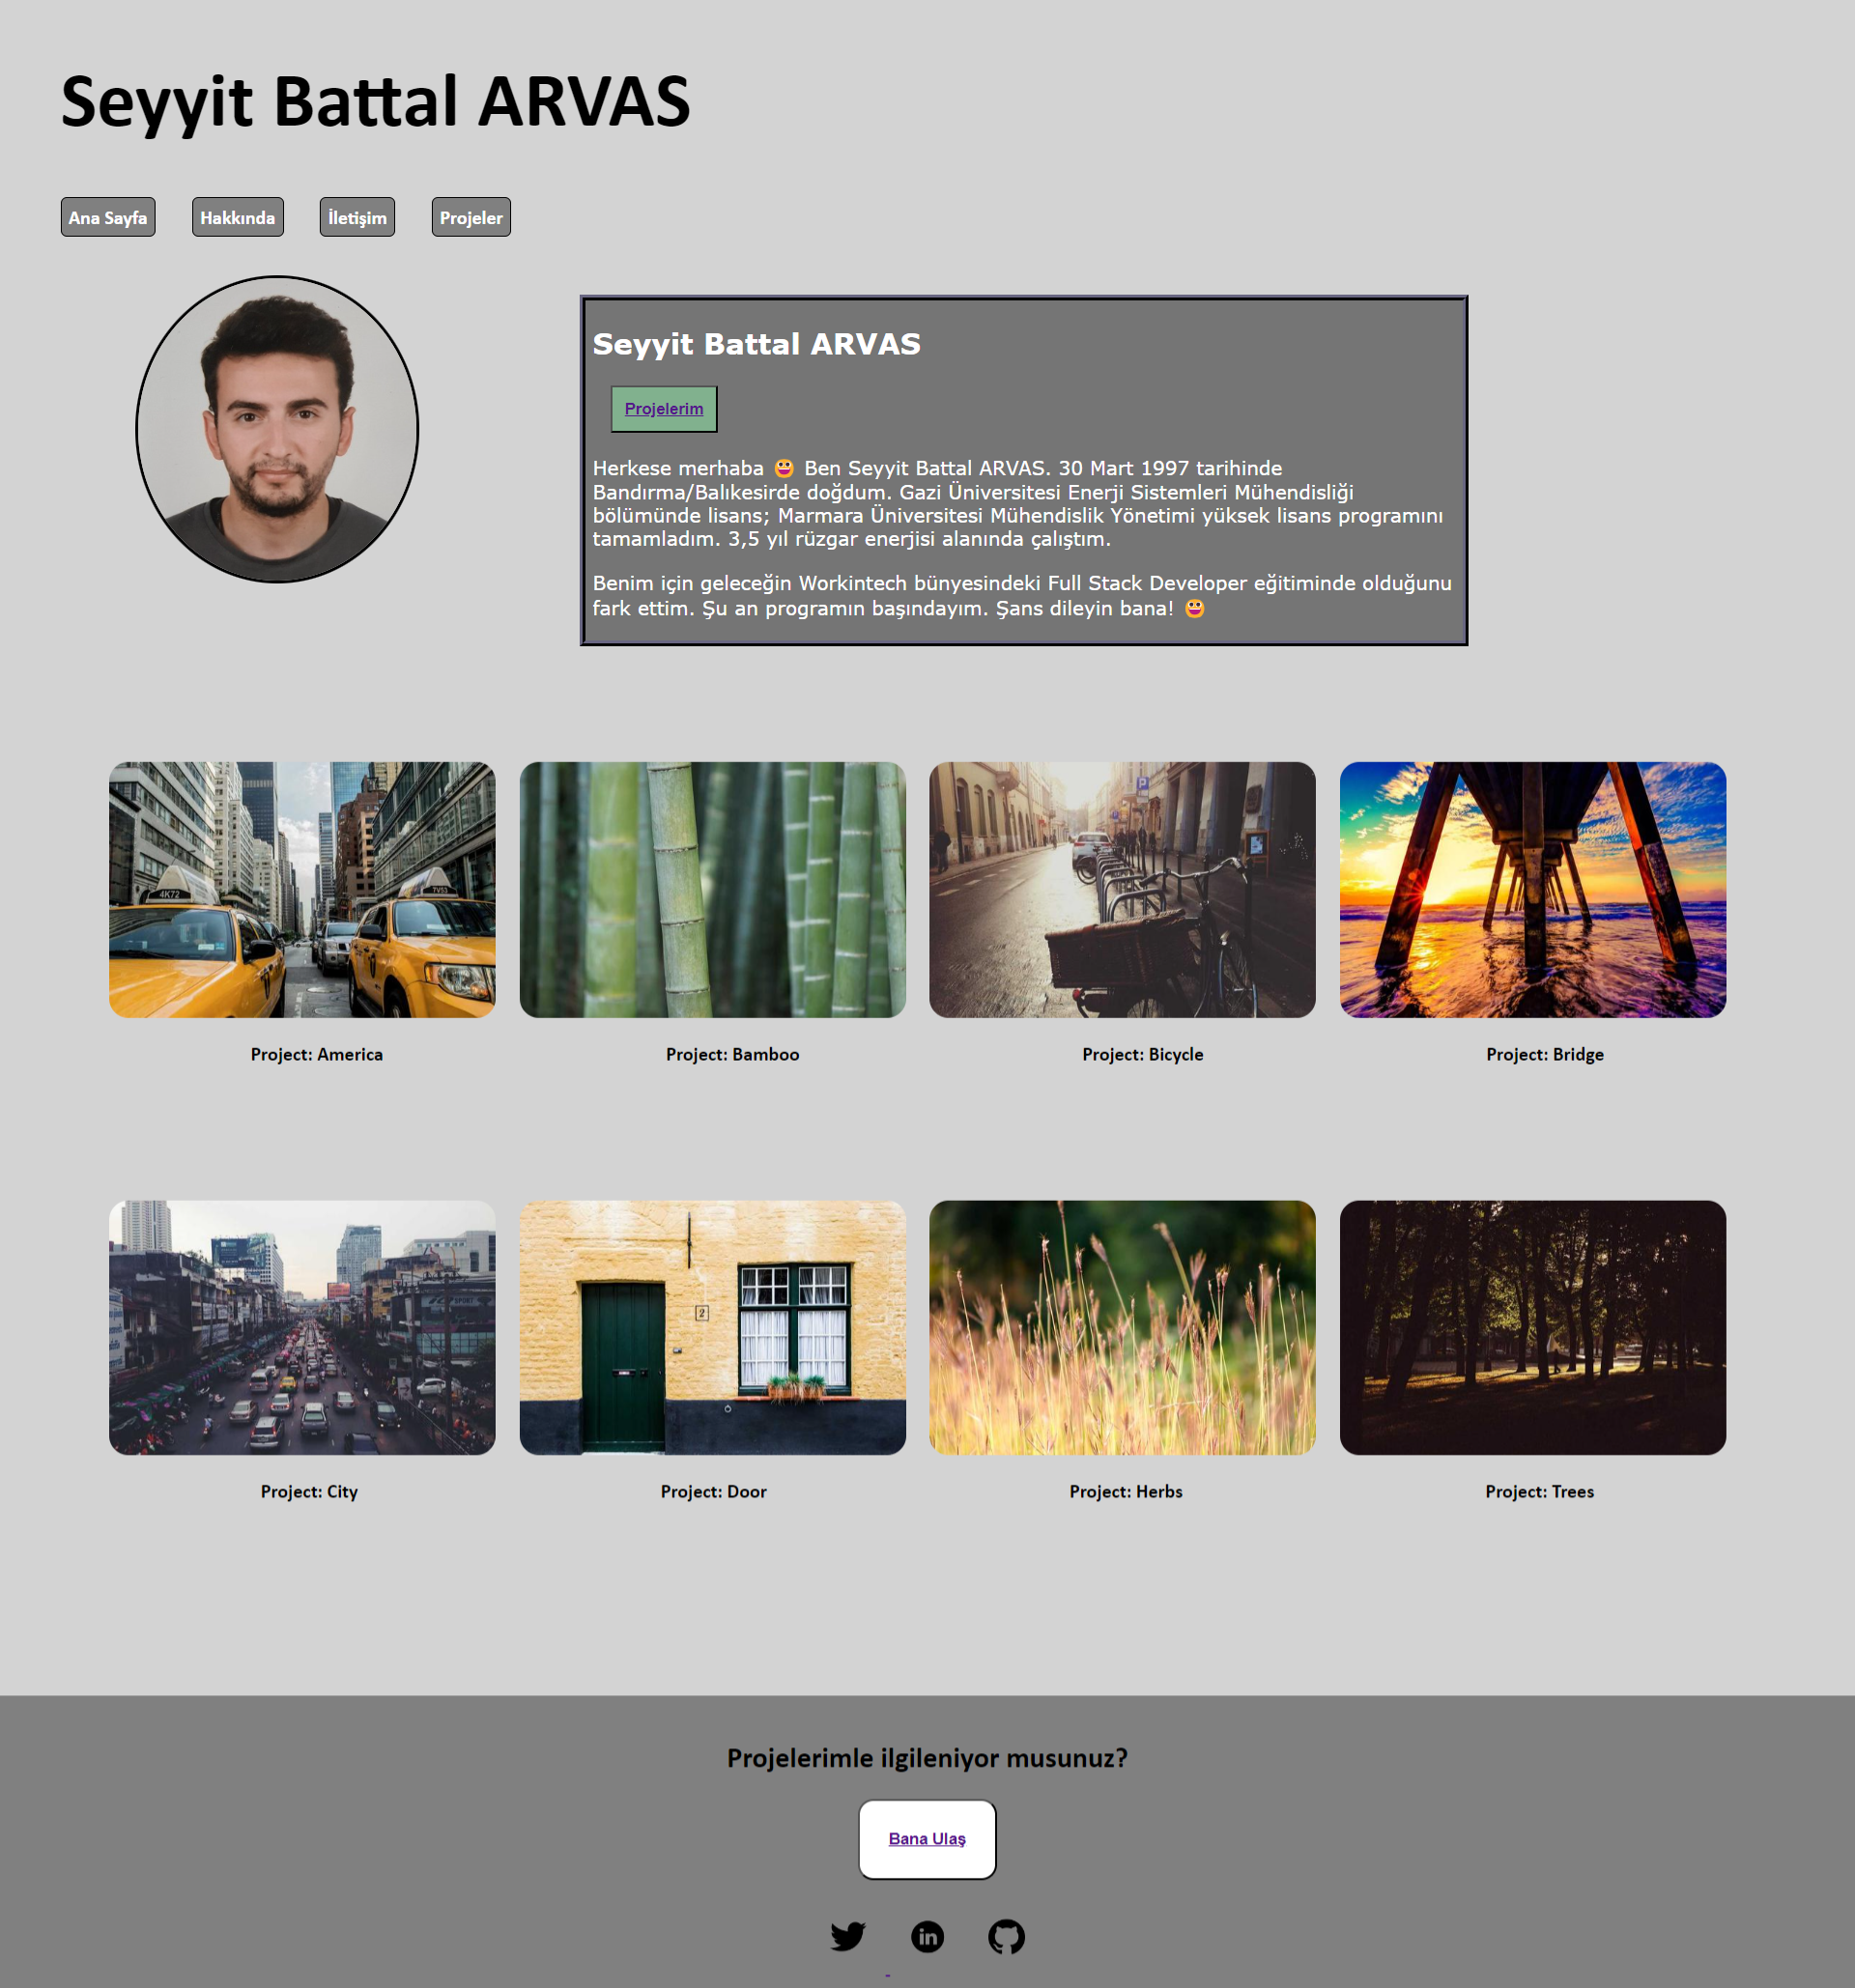 Seyyit Battal ARVAS
Ana Sayfa Hakkında İletişim Projeler
Seyyit Battal ARVAS
Projelerim
Herkese merhaba 😀 Ben Seyyit Battal ARVAS. 30 Mart 1997 tarihinde
Bandırma/Balıkesirde doğdum. Gazi Üniversitesi Enerji Sistemleri Mühendisliği
bölümünde lisans; Marmara Üniversitesi Mühendislik Yönetimi yüksek lisans programını
tamamladım. 3,5 yıl rüzgar enerjisi alanında çalıştım.
Benim için geleceğin Workintech bünyesindeki Full Stack Developer eğitiminde olduğunu
fark ettim. Şu an programın başındayım. Şans dileyin bana! 😀
4K72
7V53
P
Project: America Project: Bamboo Project: Bicycle Project: Bridge
2
Project: City Project: Door Project: Herbs Project: Trees
Projelerimle ilgileniyor musunuz?
Bana Ulaş
in